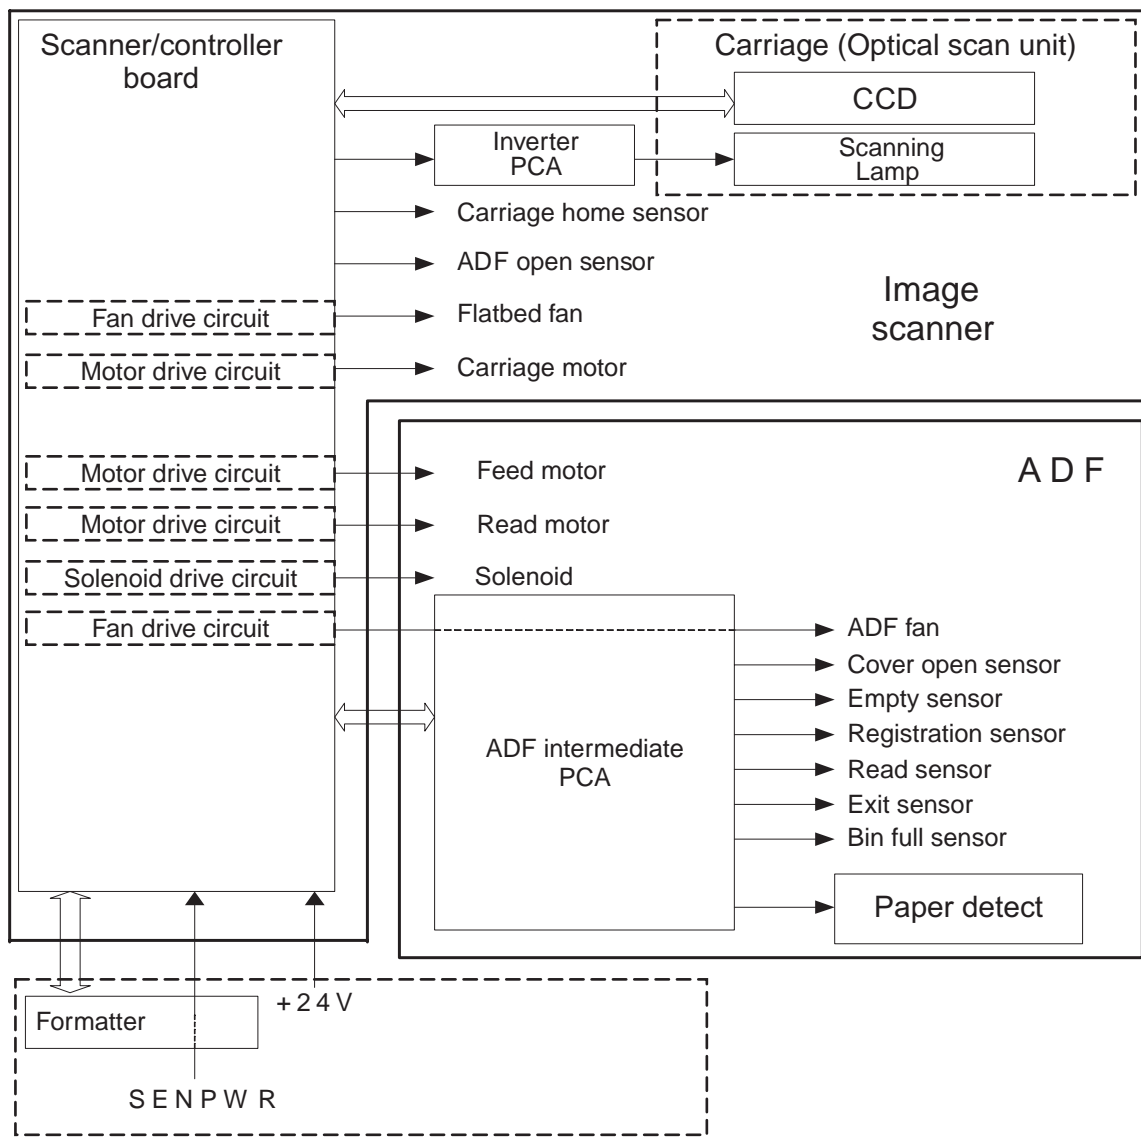 Scanner/controller
board
Carriage (Optical scan unit)
CCD
Inverter
PCA
Scanning
Lamp
Carriage home sensor
ADF open sensor
Image
scanner
Fan drive circuit
Flatbed fan
Motor drive circuit
Carriage motor
ADF
Motor drive circuit
Feed motor
Motor drive circuit
Read motor
Solenoid drive circuit
Solenoid
Fan drive circuit
ADF fan
Cover open sensor
Empty sensor
Registration sensor
Read sensor
Exit sensor
Bin full sensor
ADF intermediate
PCA
Paper detect
+24V
Formatter
SENPWR